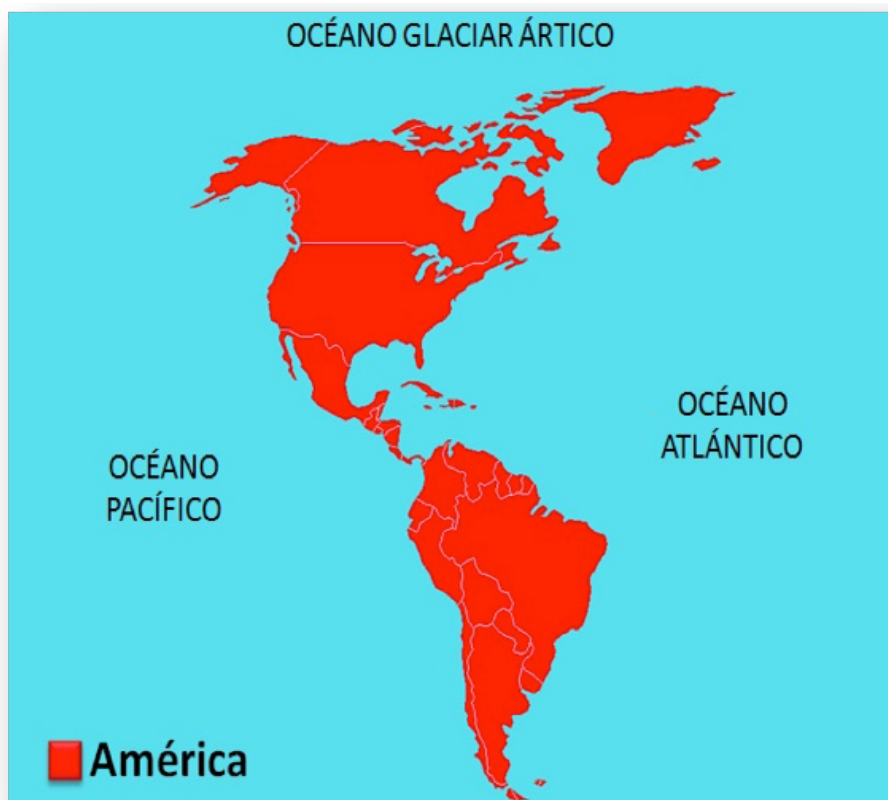 OCÉANO GLACIAR ÁRTICO
OCÉANO
ATLÁNTICO
OCÉANO
PACÍFICO
América